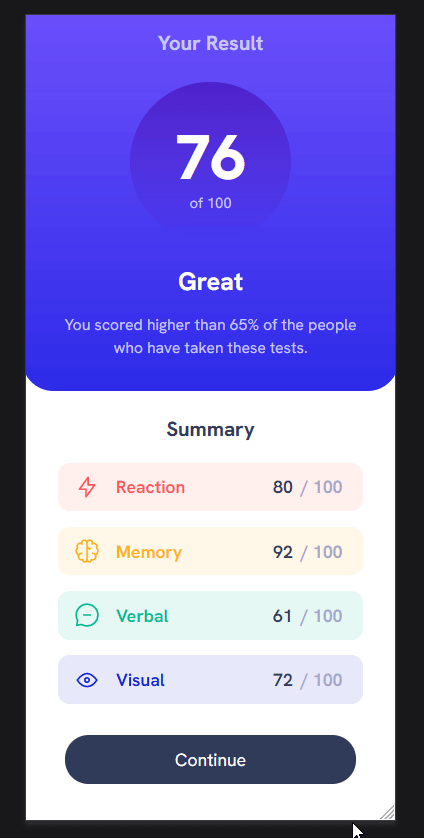 Your Result
76
of 100
Great
You scored higher than 65% of the people
who have taken these tests.
Summary
Reaction 80 / 100
Memory 92 / 100
Verbal 61 / 100
Visual 72 / 100
Continue